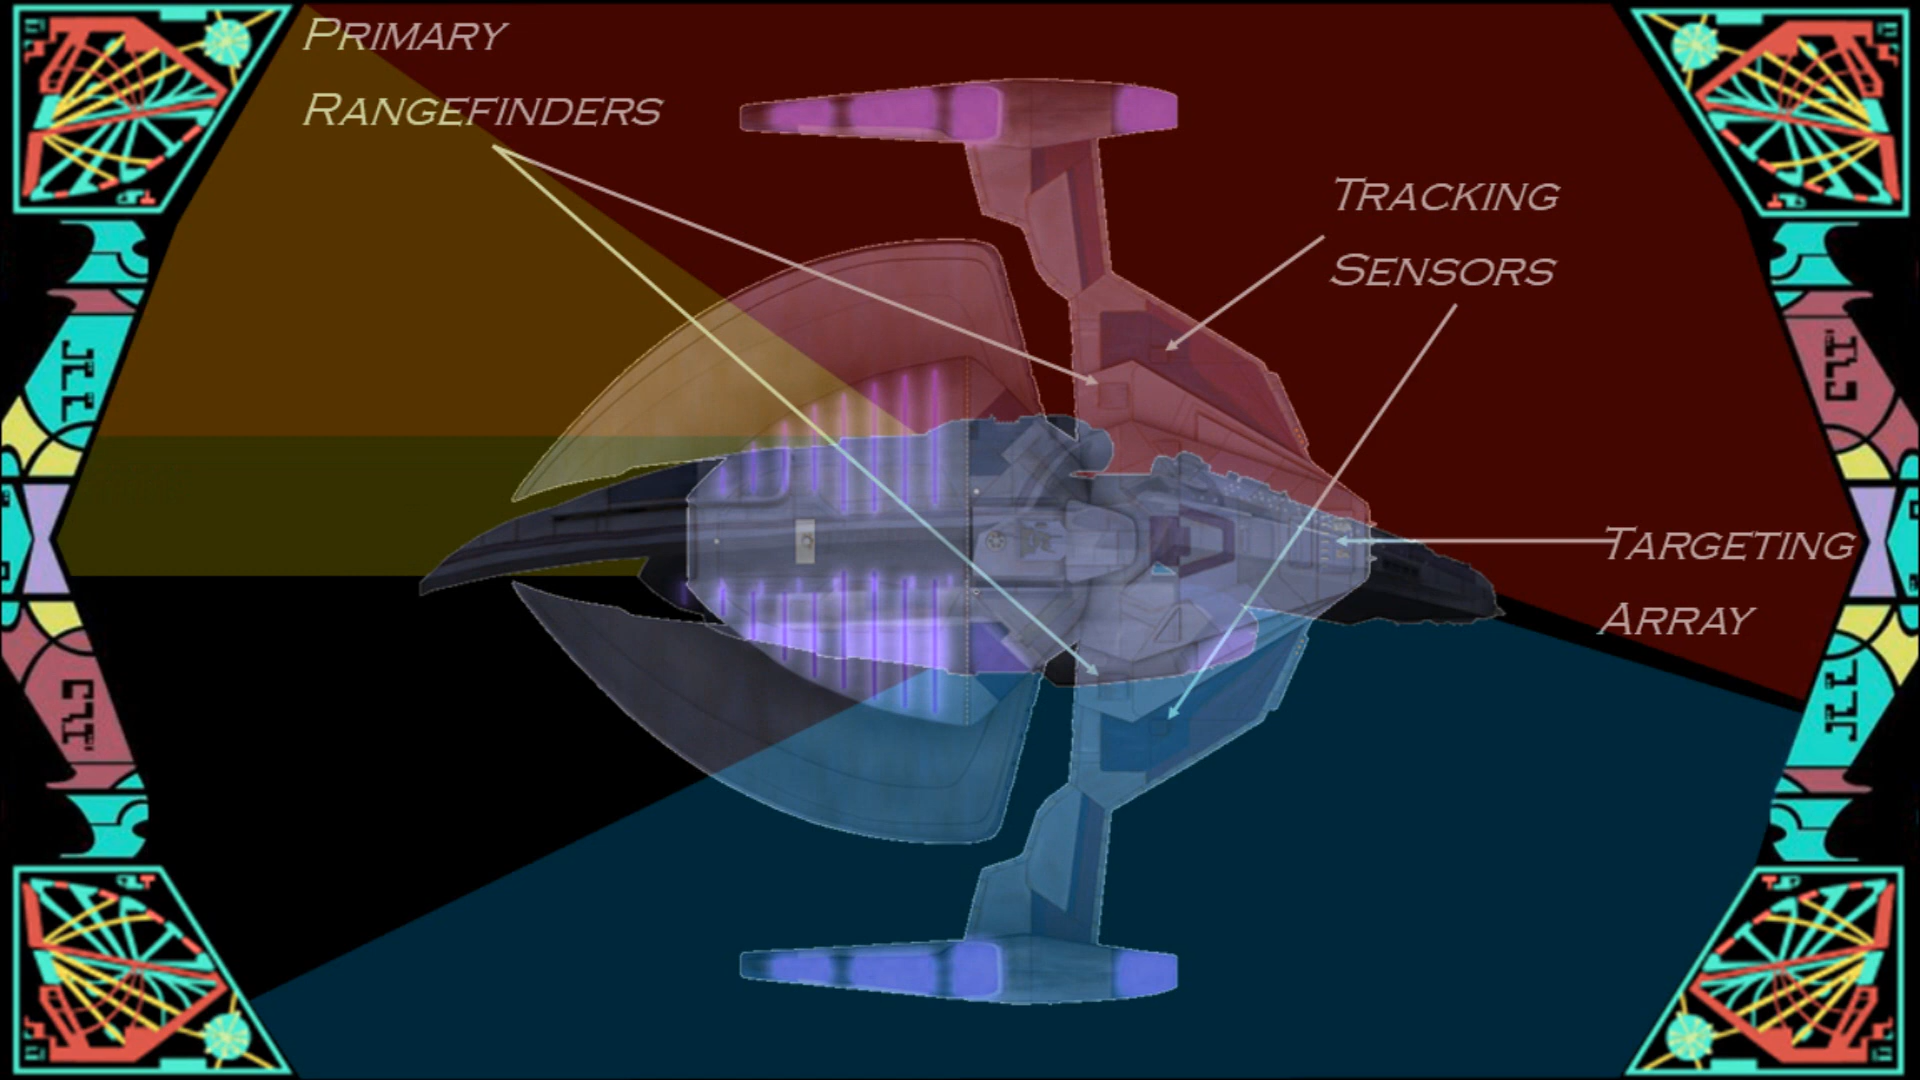 Primary
Rangefinders
Tracking
Sensors
Targeting
Array